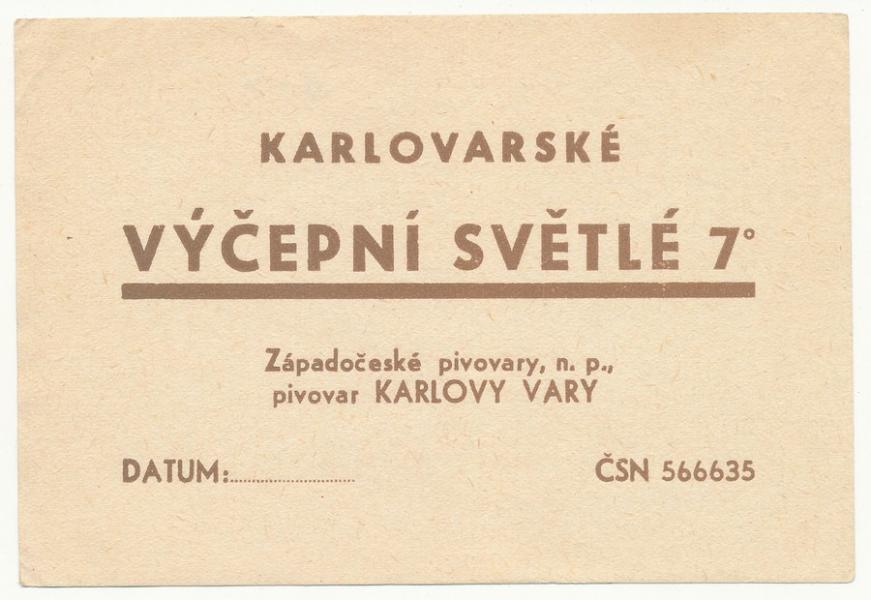 KARLOVARSKÉ
VÝČEPNÍ SVĚTLÉ 7°
Západočeské pivovary, n. p.,
pivovar KARLOVY VARY
DATUM:..............................
ČSN 566635